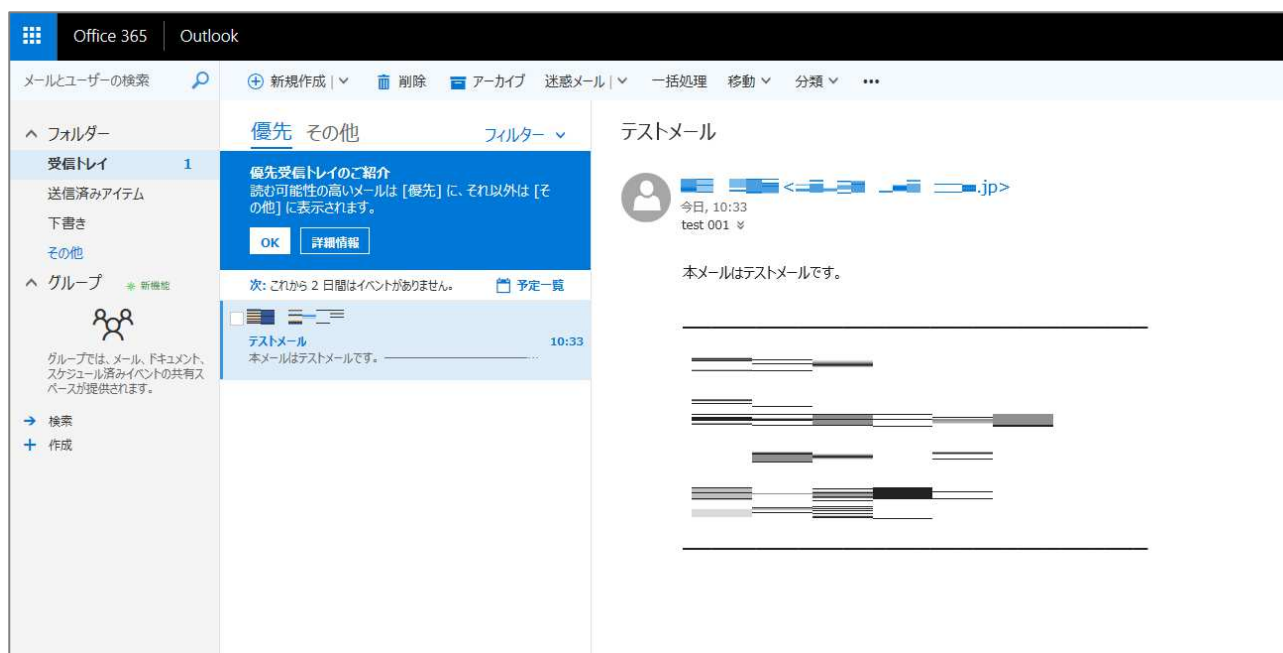 Office 365
Outlook
メールとユーザーの検索
新規作成 | 削除 アーカイブ 迷惑メール | 一括処理 移動 分類 •••
フォルダー
受信トレイ 1
送信済みアイテム
下書き
その他
グループ 新機能
グループでは、メール、ドキュメント、
スケジュール済みイベントの共有ス
ペースが提供されます。
検索
作成
優先 その他 フィルター
優先受信トレイのご紹介
読む可能性の高いメールは [優先] に、それ以外は [そ
の他] に表示されます。
OK 詳細情報
次: これから 2 日間はイベントがありません。 予定一覧
テストメール 10:33
本メールはテストメールです。
テストメール
.jp>
今日, 10:33
test 001
本メールはテストメールです。